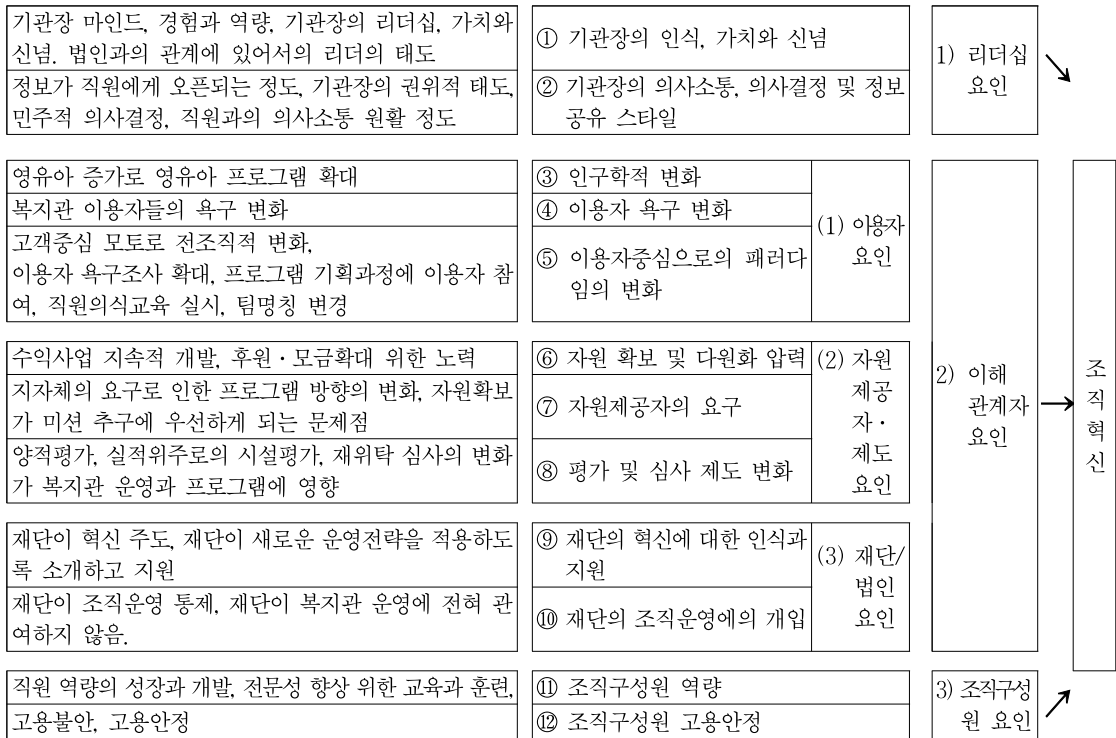 기관장 마인드, 경험과 역량, 기관장의 리더십, 가치와
신념. 법인과의 관계에 있어서의 리더의 태도
① 기관장의 인식, 가치와 신념
정보가 직원에게 오픈되는 정도, 기관장의 권위적 태도,
민주적 의사결정, 직원과의 의사소통 원활 정도
② 기관장의 의사소통, 의사결정 및 정보
공유 스타일
1) 리더십
요인
영유아 증가로 영유아 프로그램 확대
③ 인구학적 변화
복지관 이용자들의 욕구 변화
④ 이용자 욕구 변화
고객중심 모토로 전조직적 변화,
이용자 욕구조사 확대, 프로그램 기획과정에 이용자 참
여, 직원의식교육 실시, 팀명칭 변경
⑤ 이용자중심으로의 패러다
임의 변화
(1) 이용자
요인
수익사업 지속적 개발, 후원·모금확대 위한 노력
⑥ 자원 확보 및 다원화 압력
지자체의 요구로 인한 프로그램 방향의 변화, 자원확보
가 미션 추구에 우선하게 되는 문제점
⑦ 자원제공자의 요구
양적평가, 실적위주로의 시설평가, 재위탁 심사의 변화
가 복지관 운영과 프로그램에 영향
⑧ 평가 및 심사 제도 변화
(2) 자원
제공
자·
제도
요인
재단이 혁신 주도, 재단이 새로운 운영전략을 적용하도
록 소개하고 지원
⑨ 재단의 혁신에 대한 인식과
지원
재단이 조직운영 통제, 재단이 복지관 운영에 전혀 관
여하지 않음.
⑩ 재단의 조직운영에의 개입
(3) 재단/
법인
요인
2) 이해
관계자
요인
직원 역량의 성장과 개발, 전문성 향상 위한 교육과 훈련,
⑪ 조직구성원 역량
고용불안, 고용안정
⑫ 조직구성원 고용안정
3) 조직구성
원 요인
조
직
혁
신